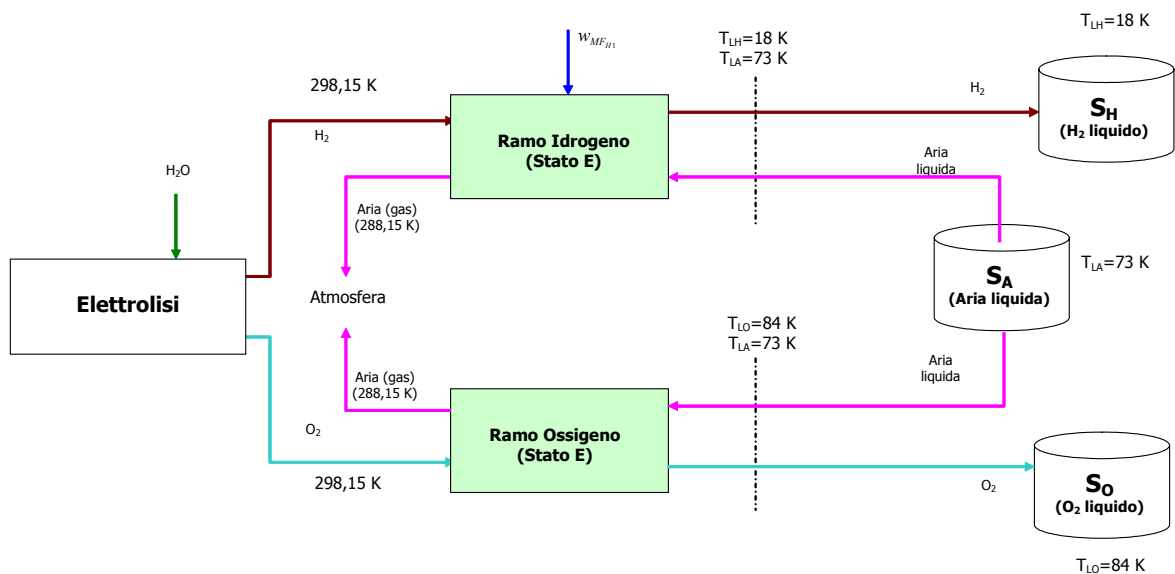 T_LH=18 K
w_MF_H1
T_LH=18 K
T_LA=73 K
298,15 K
H₂
H₂
Ramo Idrogeno
(Stato E)
S_H
(H₂ liquido)
H₂O
Aria
liquida
Aria (gas)
(288,15 K)
Elettrolisi
Atmosfera
S_A
(Aria liquida)
T_LA=73 K
T_LO=84 K
T_LA=73 K
Aria (gas)
(288,15 K)
Aria
liquida
O₂
Ramo Ossigeno
(Stato E)
298,15 K
O₂
S_O
(O₂ liquido)
T_LO=84 K